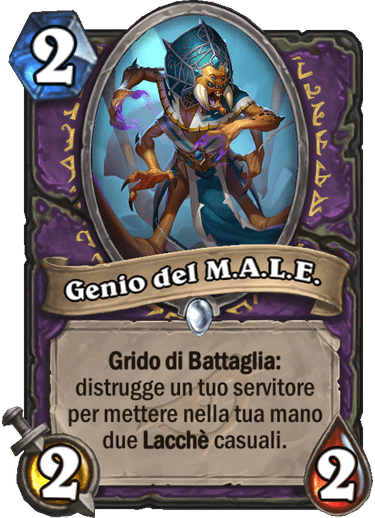 2
Genio del M.A.L.E.
Grido di Battaglia:
distrugge un tuo servitore
per mettere nella tua mano
due Lacchè casuali.
2
2